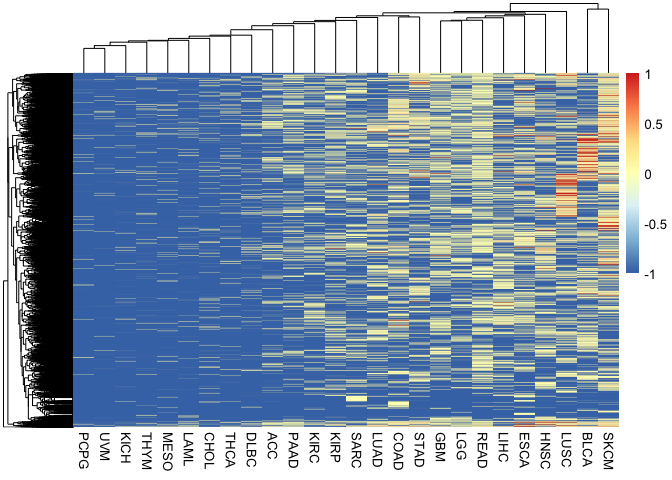 1
0.5
0
-0.5
-1
PCPG
UVM
KICH
THYM
MESO
LAML
CHOL
THCA
DLBC
ACC
PAAD
KIRC
KIRP
SARC
LUAD
COAD
STAD
GBM
LGG
READ
LIHC
ESCA
HNSC
LUSC
BLCA
SKCM